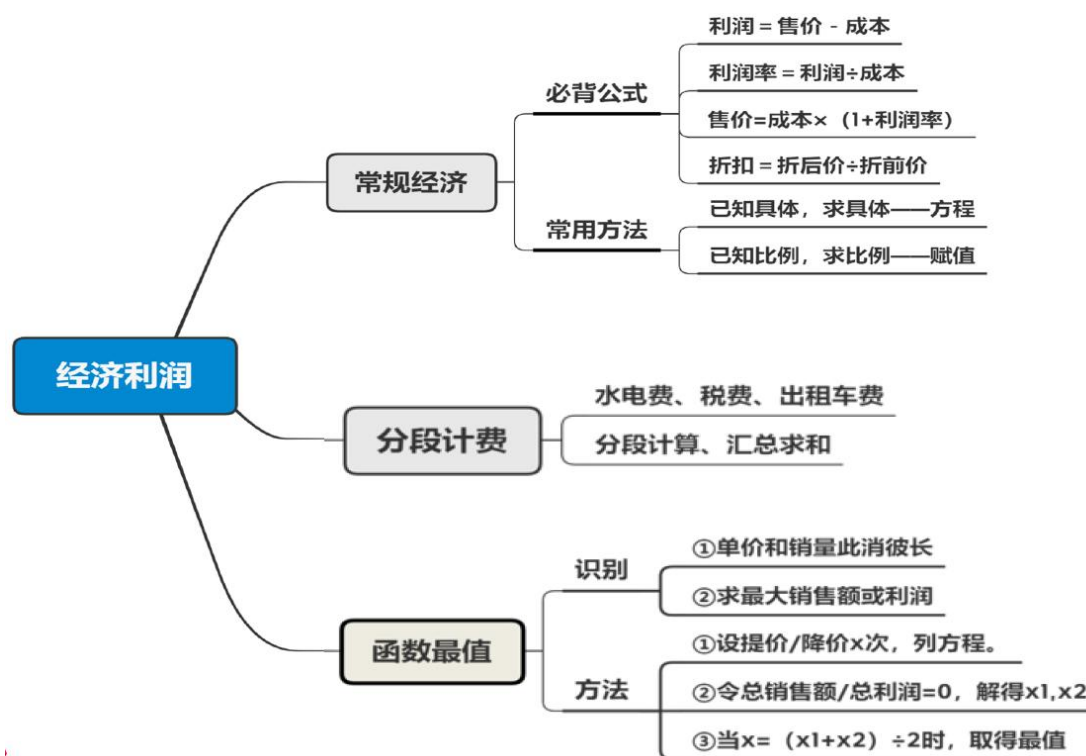 经济利润
常规经济
必背公式
利润＝售价 - 成本
利润率＝利润÷成本
售价=成本×（1+利润率）
折扣＝折后价÷折前价
常用方法
已知具体，求具体——方程
已知比例，求比例——赋值
分段计费
水电费、税费、出租车费
分段计算、汇总求和
函数最值
识别
①单价和销量此消彼长
②求最大销售额或利润
方法
①设提价/降价x次，列方程。
②令总销售额/总利润=0，解得x1,x2
③当x=（x1+x2）÷2时，取得最值